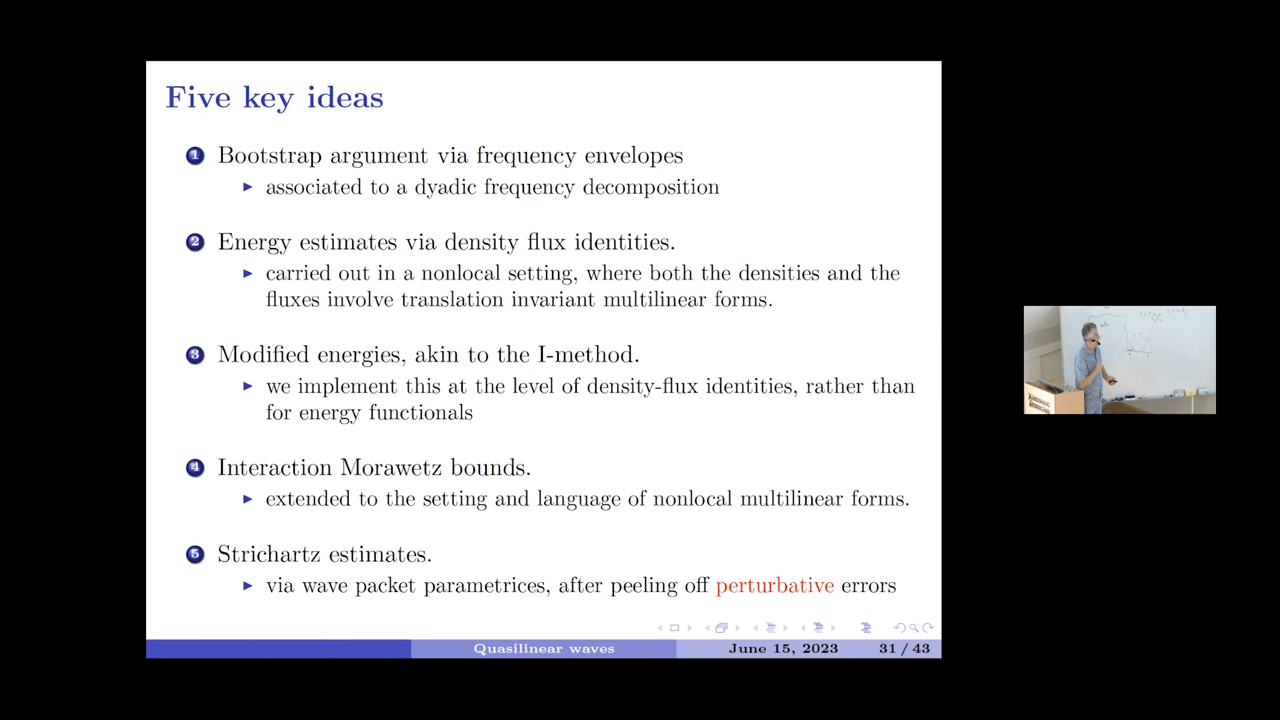 Five key ideas
1 Bootstrap argument via frequency envelopes
associated to a dyadic frequency decomposition
2 Energy estimates via density flux identities.
carried out in a nonlocal setting, where both the densities and the
fluxes involve translation invariant multilinear forms.
3 Modified energies, akin to the I-method.
we implement this at the level of density-flux identities, rather than
for energy functionals
4 Interaction Morawetz bounds.
extended to the setting and language of nonlocal multilinear forms.
5 Strichartz estimates.
via wave packet parametrices, after peeling off perturbative errors
Quasilinear waves June 15, 2023 31 / 43